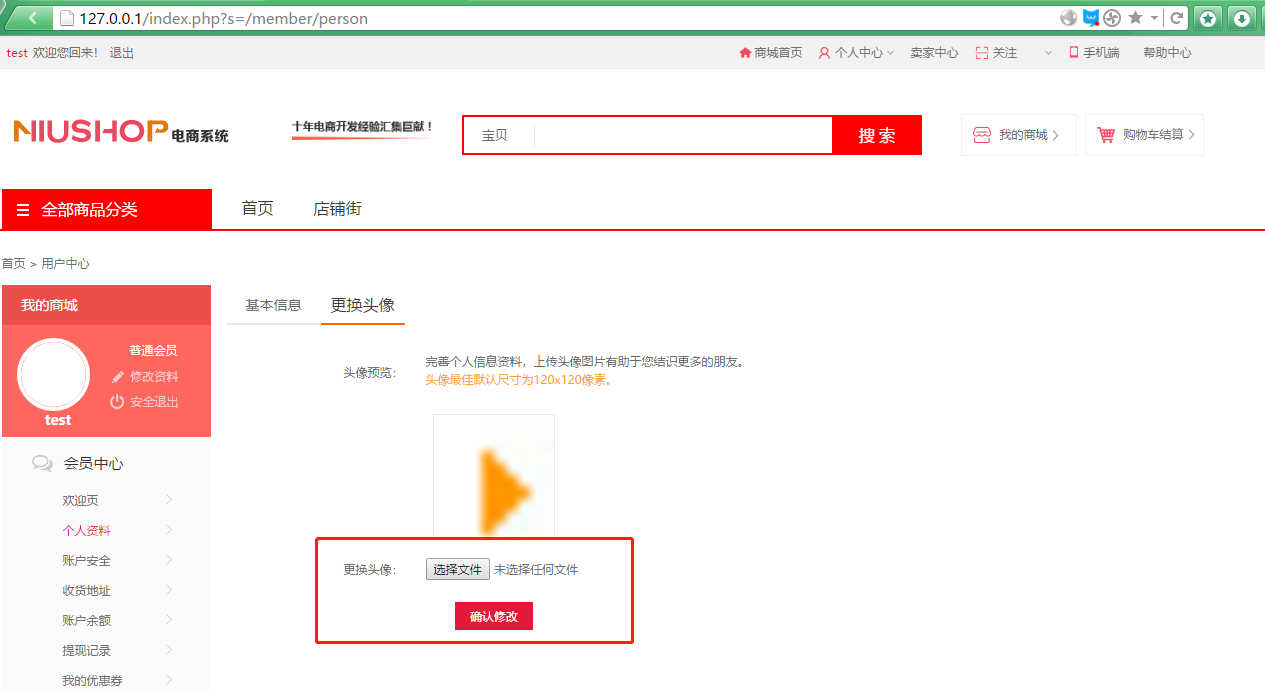 127.0.0.1/index.php?s=/member/person
test 欢迎您回来! 退出
商城首页 个人中心 卖家中心 关注 手机端 帮助中心
NIUSHOP 电商系统
十年电商开发经验汇集巨献！
宝贝
搜索
我的商城
购物车结算
全部商品分类
首页
店铺街
首页 > 用户中心
我的商城
普通会员
修改资料
安全退出
test
会员中心
欢迎页
个人资料
账户安全
收货地址
账户余额
提现记录
我的优惠券
基本信息
更换头像
头像预览：
完善个人信息资料，上传头像图片有助于您结识更多的朋友。
头像最佳默认尺寸为120x120像素。
更换头像：
选择文件 未选择任何文件
确认修改